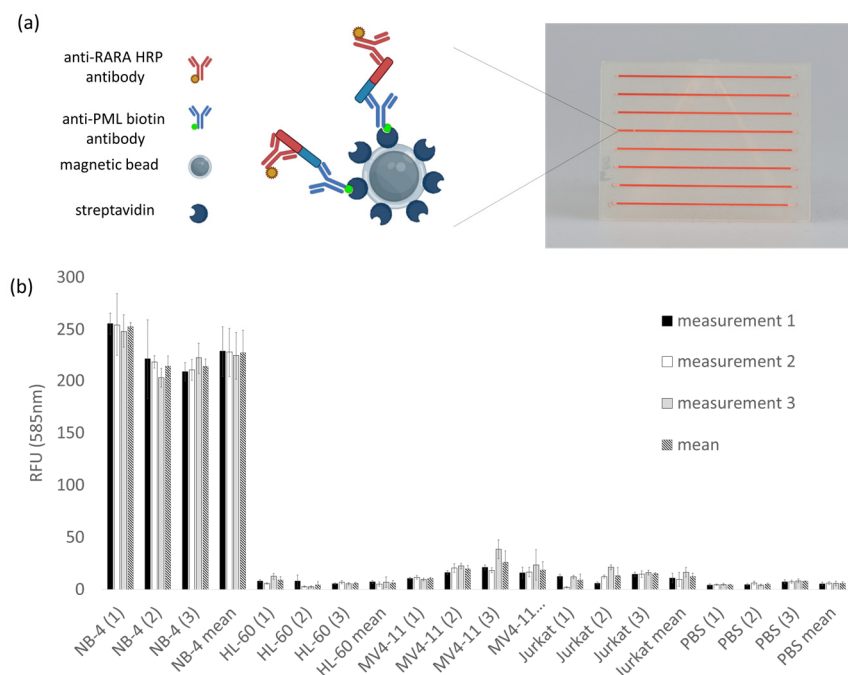 (a)
anti-RARA HRP
antibody
anti-PML biotin
antibody
magnetic bead
streptavidin
(b)
300
250
200
150
100
50
0
RFU (585nm)
measurement 1
measurement 2
measurement 3
mean
NB-4 (1)
NB-4 (2)
NB-4 (3)
NB-4 mean
HL-60 (1)
HL-60 (2)
HL-60 (3)
HL-60 mean
MV4-11 (1)
MV4-11 (2)
MV4-11 (3)
MV4-11...
Jurkat (1)
Jurkat (2)
Jurkat (3)
Jurkat mean
PBS (1)
PBS (2)
PBS (3)
PBS mean